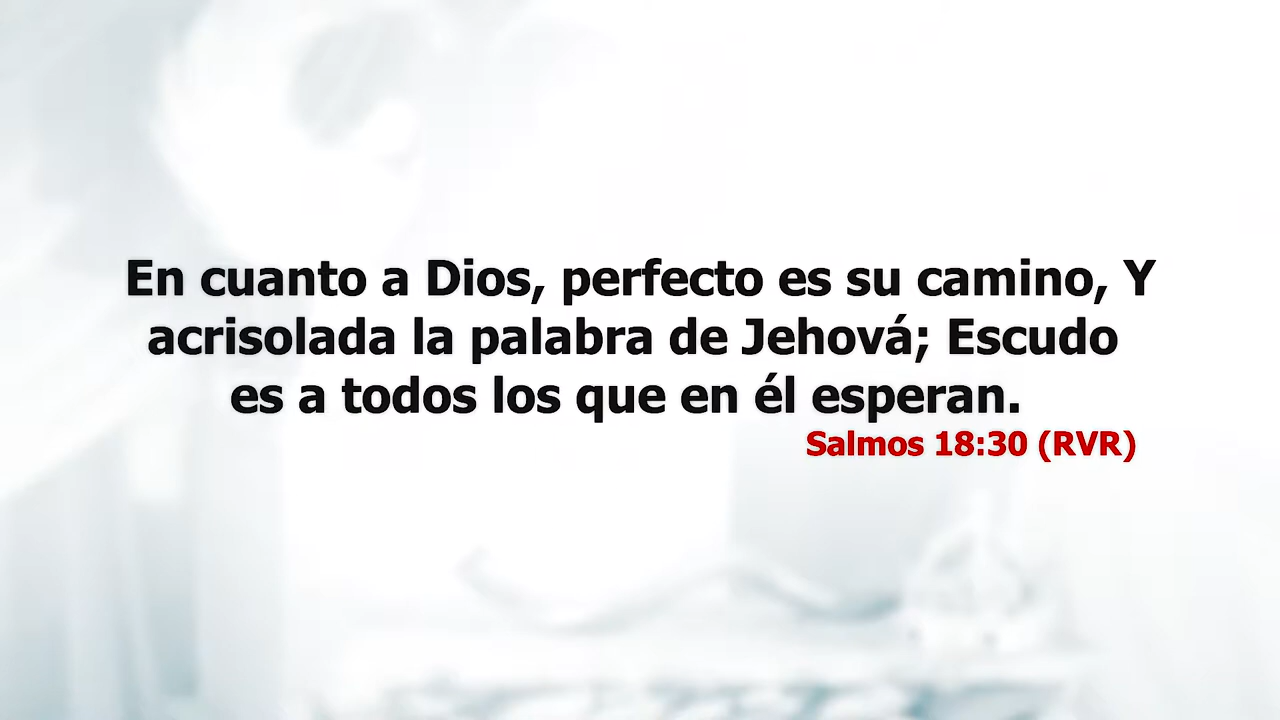 En cuanto a Dios, perfecto es su camino, Y
acrisolada la palabra de Jehová; Escudo
es a todos los que en él esperan.
Salmos 18:30 (RVR)